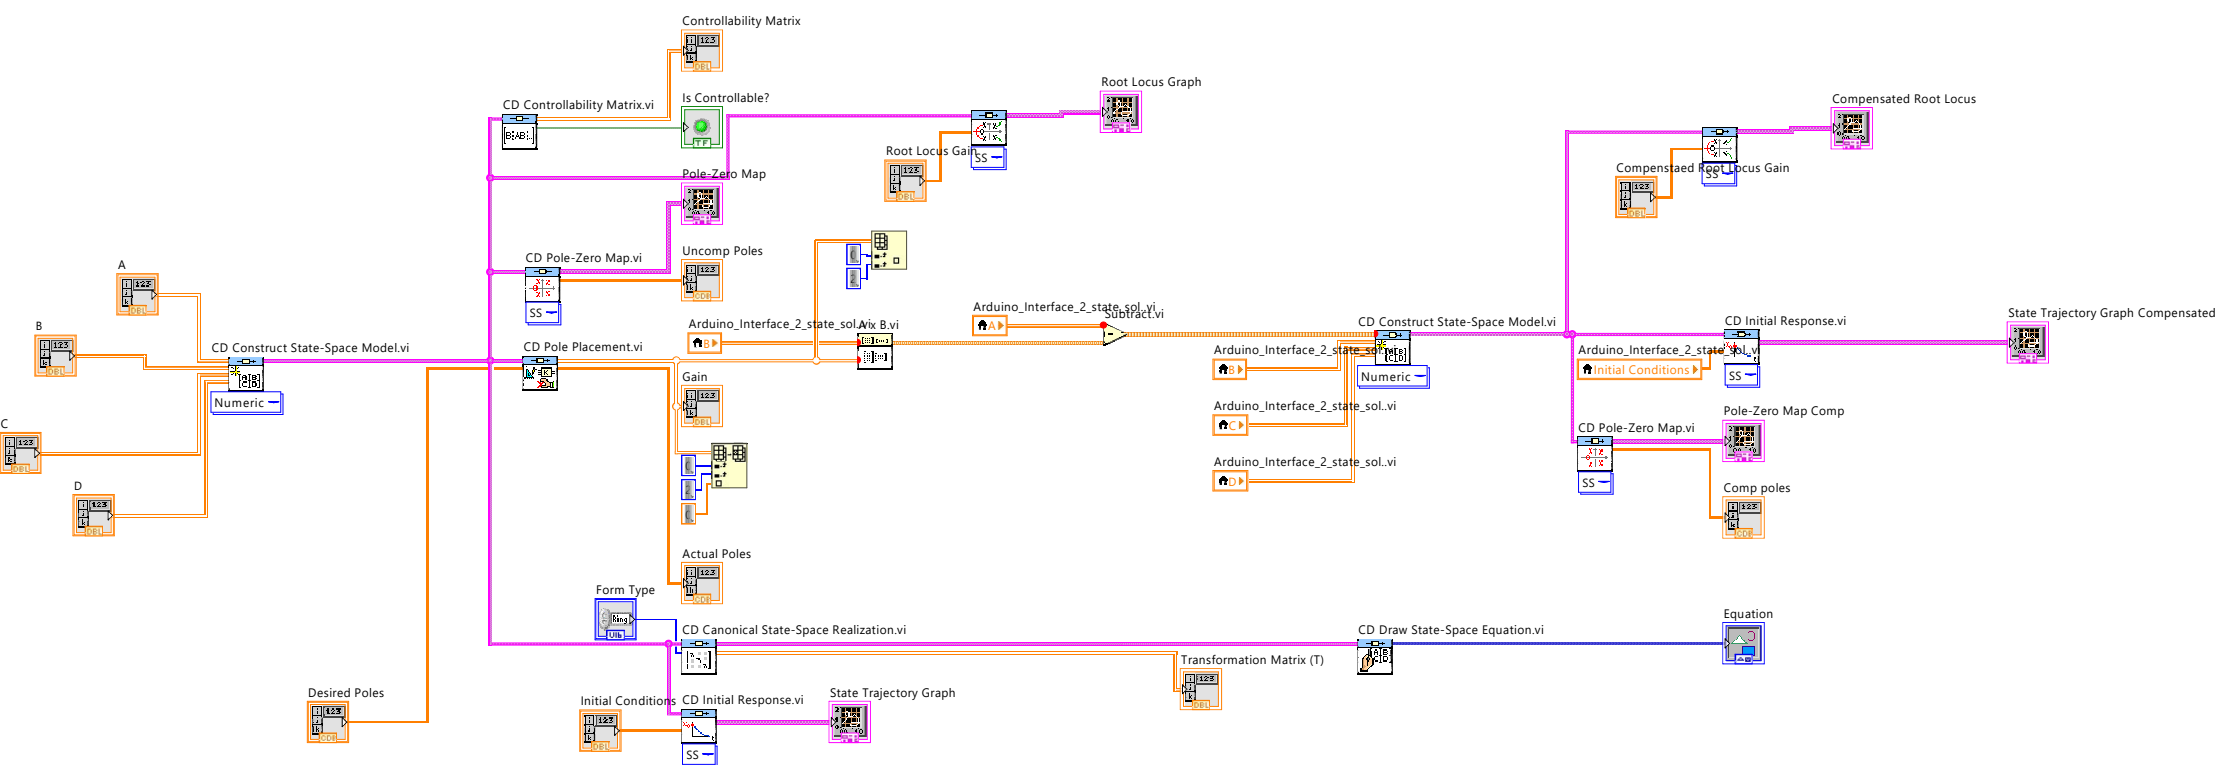 Controllability Matrix
CD Controllability Matrix.vi
Is Controllable?
TF
Root Locus Graph
Root Locus Gain
SS
Compensated Root Locus
Compenstaed Root Locus Gain
SS
Pole-Zero Map
CD Pole-Zero Map.vi
SS
Uncomp Poles
A
B
C
D
CD Construct State-Space Model.vi
Numeric
CD Pole Placement.vi
Arduino_Interface_2_state_sol..vi
B
A x B.vi
Gain
Actual Poles
Arduino_Interface_2_state_sol..vi
A
Subtract.vi
CD Construct State-Space Model.vi
Numeric
Arduino_Interface_2_state_sol..vi
B
Arduino_Interface_2_state_sol..vi
C
Arduino_Interface_2_state_sol..vi
D
CD Initial Response.vi
Arduino_Interface_2_state_sol..vi
Initial Conditions
SS
State Trajectory Graph Compensated
Pole-Zero Map Comp
CD Pole-Zero Map.vi
SS
Comp poles
Form Type
Ring
CD Canonical State-Space Realization.vi
CD Draw State-Space Equation.vi
Equation
Transformation Matrix (T)
Desired Poles
Initial Conditions
CD Initial Response.vi
SS
State Trajectory Graph